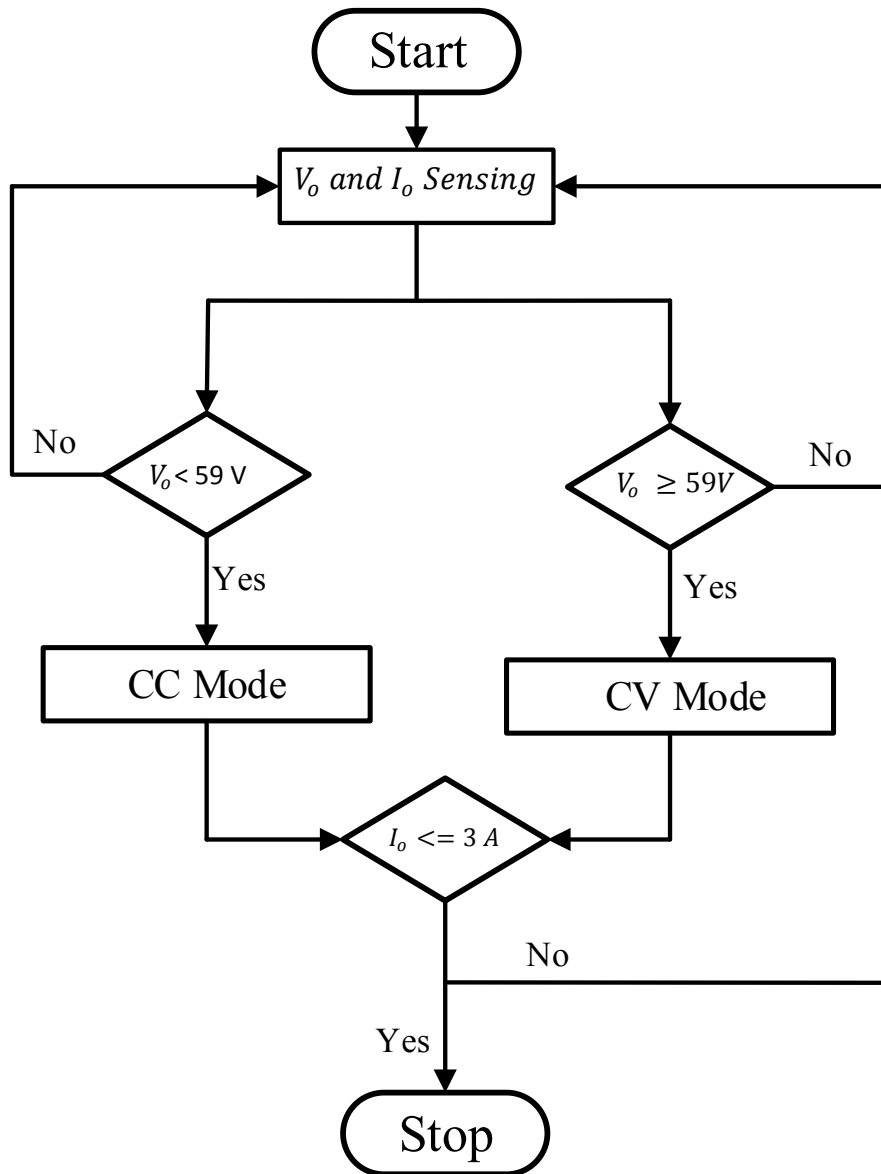 Start
V_o and I_o Sensing
No
V_o < 59 V
V_o ≥ 59V
No
Yes
Yes
CC Mode
CV Mode
I_o <= 3 A
No
Yes
Stop